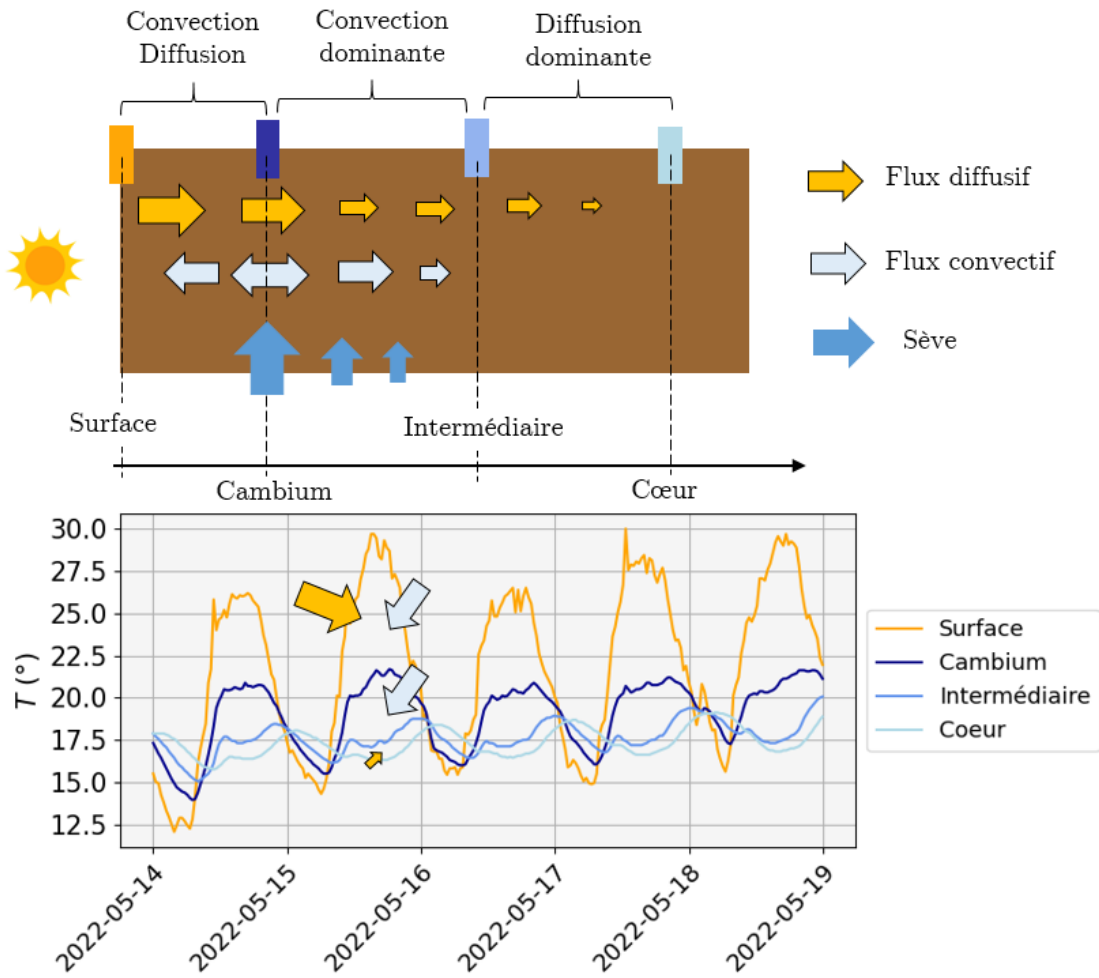 Convection
Diffusion
Convection
dominante
Diffusion
dominante
Flux diffusif
Flux convectif
Sève
Surface
Intermédiaire
Cambium
Cœur
30.0
27.5
25.0
22.5
20.0
17.5
15.0
12.5
T (°)
2022-05-14
2022-05-15
2022-05-16
2022-05-17
2022-05-18
2022-05-19
Surface
Cambium
Intermédiaire
Coeur